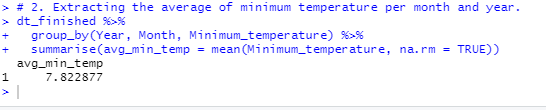 > # 2. Extracting the average of minimum temperature per month and year.
> dt_finished %>%
+   group_by(Year, Month, Minimum_temperature) %>%
+   summarise(avg_min_temp = mean(Minimum_temperature, na.rm = TRUE))
  avg_min_temp
1     7.822877
>